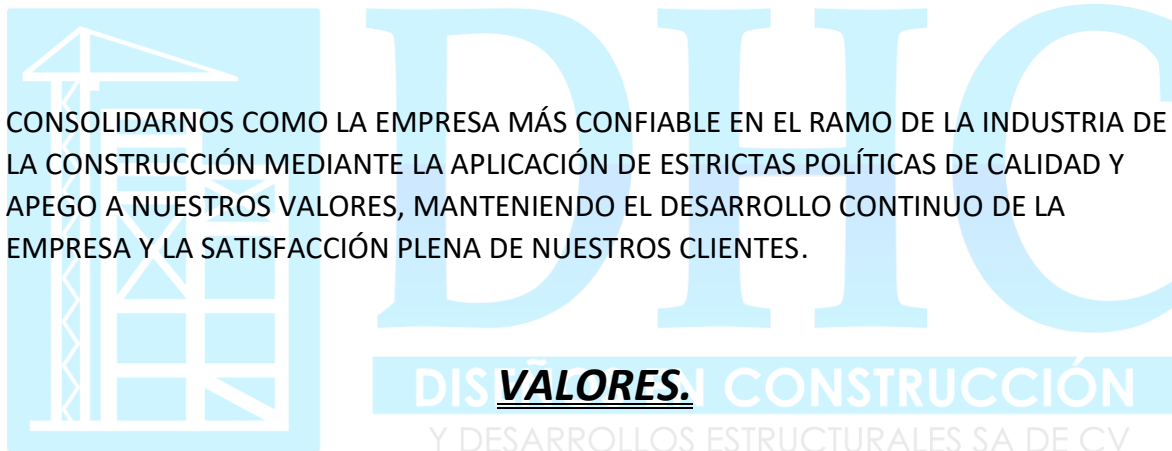 DHC
CONSOLIDARNOS COMO LA EMPRESA MÁS CONFIABLE EN EL RAMO DE LA INDUSTRIA DE
LA CONSTRUCCIÓN MEDIANTE LA APLICACIÓN DE ESTRICTAS POLÍTICAS DE CALIDAD Y
APEGO A NUESTROS VALORES, MANTENIENDO EL DESARROLLO CONTINUO DE LA
EMPRESA Y LA SATISFACCIÓN PLENA DE NUESTROS CLIENTES.
VALORES.
CONSTRUCCIÓN
Y DESARROLLOS ESTRUCTURALES SA DE CV